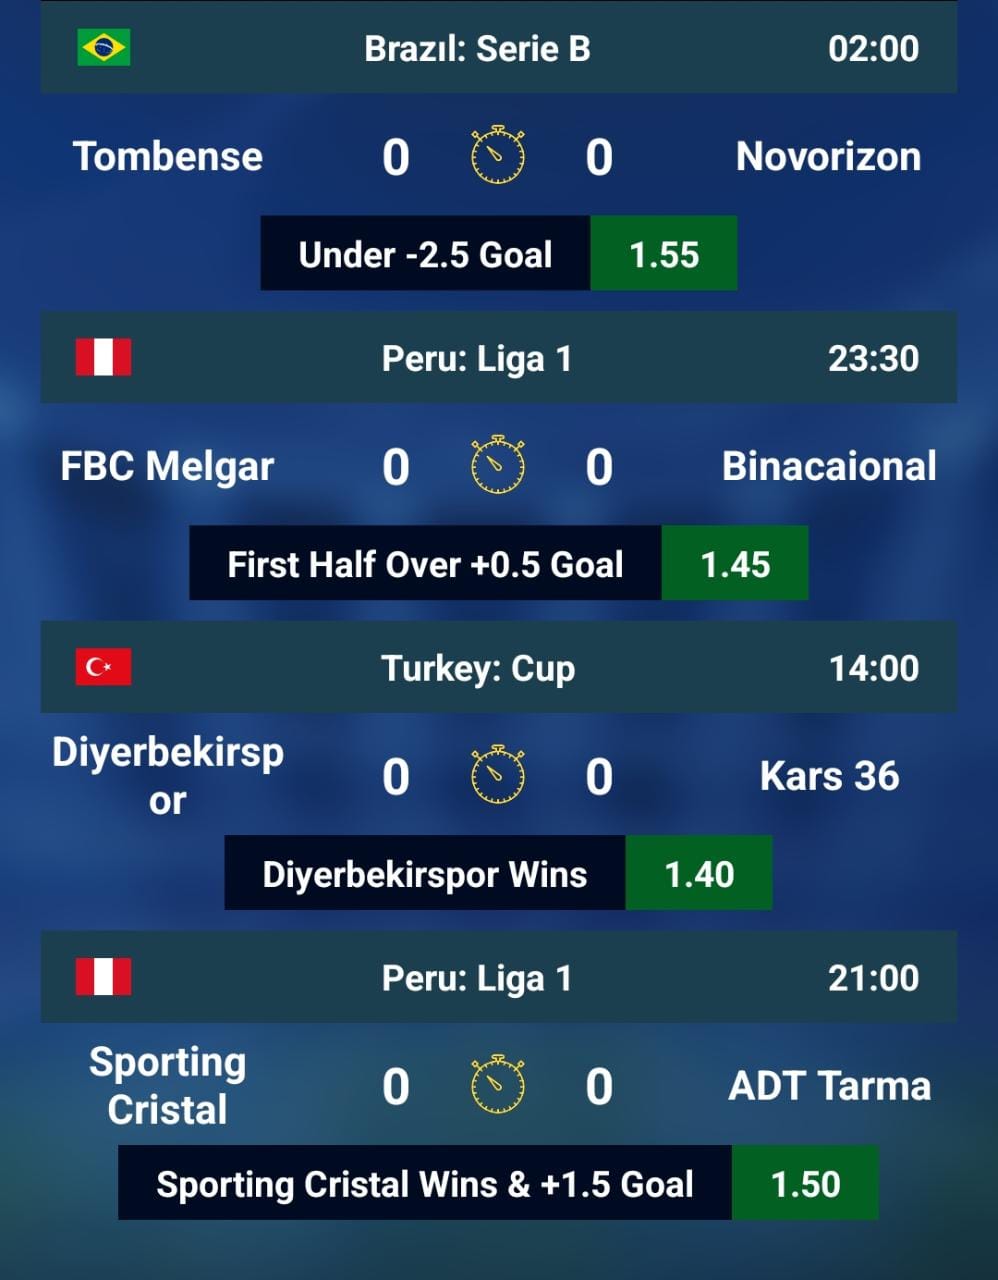 Brazıl: Serie B 02:00
Tombense 0 0 Novorizon
Under -2.5 Goal 1.55
Peru: Liga 1 23:30
FBC Melgar 0 0 Binacaional
First Half Over +0.5 Goal 1.45
Turkey: Cup 14:00
Diyerbekirsp
or 0 0 Kars 36
Diyerbekirspor Wins 1.40
Peru: Liga 1 21:00
Sporting
Cristal 0 0 ADT Tarma
Sporting Cristal Wins & +1.5 Goal 1.50